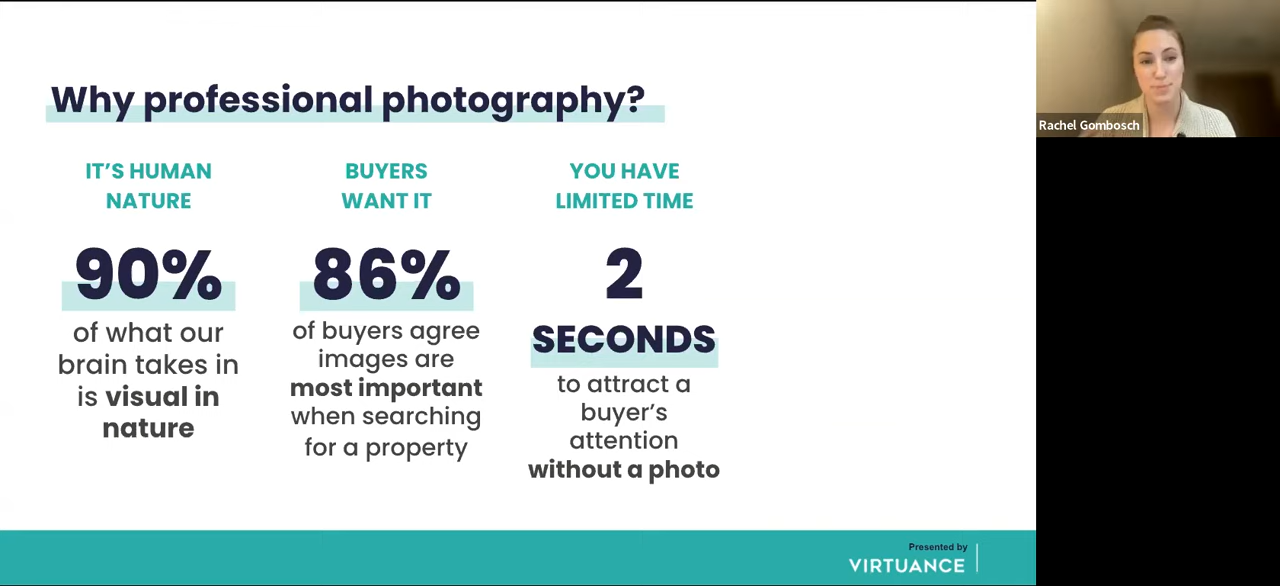 Why professional photography?
IT'S HUMAN
NATURE
90%
of what our
brain takes in
is visual in
nature
BUYERS
WANT IT
86%
of buyers agree
images are
most important
when searching
for a property
YOU HAVE
LIMITED TIME
2
SECONDS
to attract a
buyer's
attention
without a photo
Presented by
VIRTUANCE
Rachel Gombosch